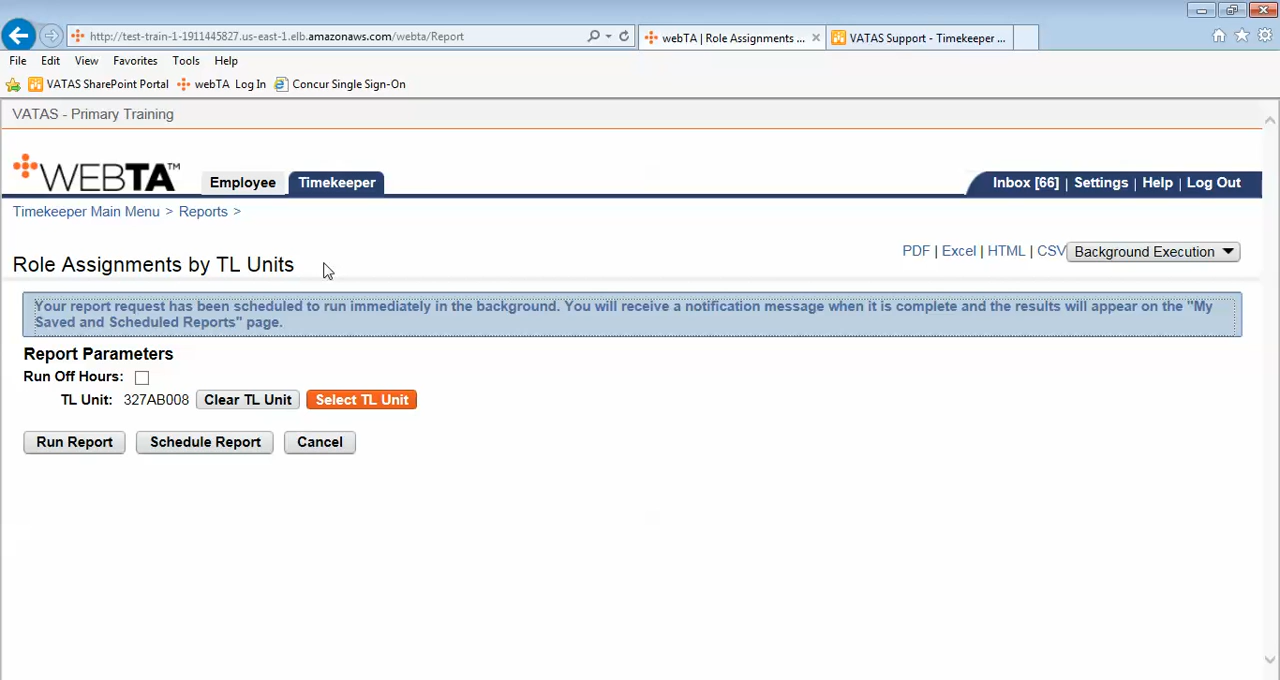 http://test-train-1-1911445827.us-east-1.elb.amazonaws.com/webta/Report
webTA | Role Assignments ...
VATAS Support - Timekeeper ...
File Edit View Favorites Tools Help
VATAS SharePoint Portal webTA Log In Concur Single Sign-On
VATAS - Primary Training
WEBTA™
Employee Timekeeper
Inbox [66] | Settings | Help | Log Out
Timekeeper Main Menu > Reports >
PDF | Excel | HTML | CSV Background Execution
Role Assignments by TL Units
Your report request has been scheduled to run immediately in the background. You will receive a notification message when it is complete and the results will appear on the "My
Saved and Scheduled Reports" page.
Report Parameters
Run Off Hours:
TL Unit: 327AB008 Clear TL Unit Select TL Unit
Run Report Schedule Report Cancel